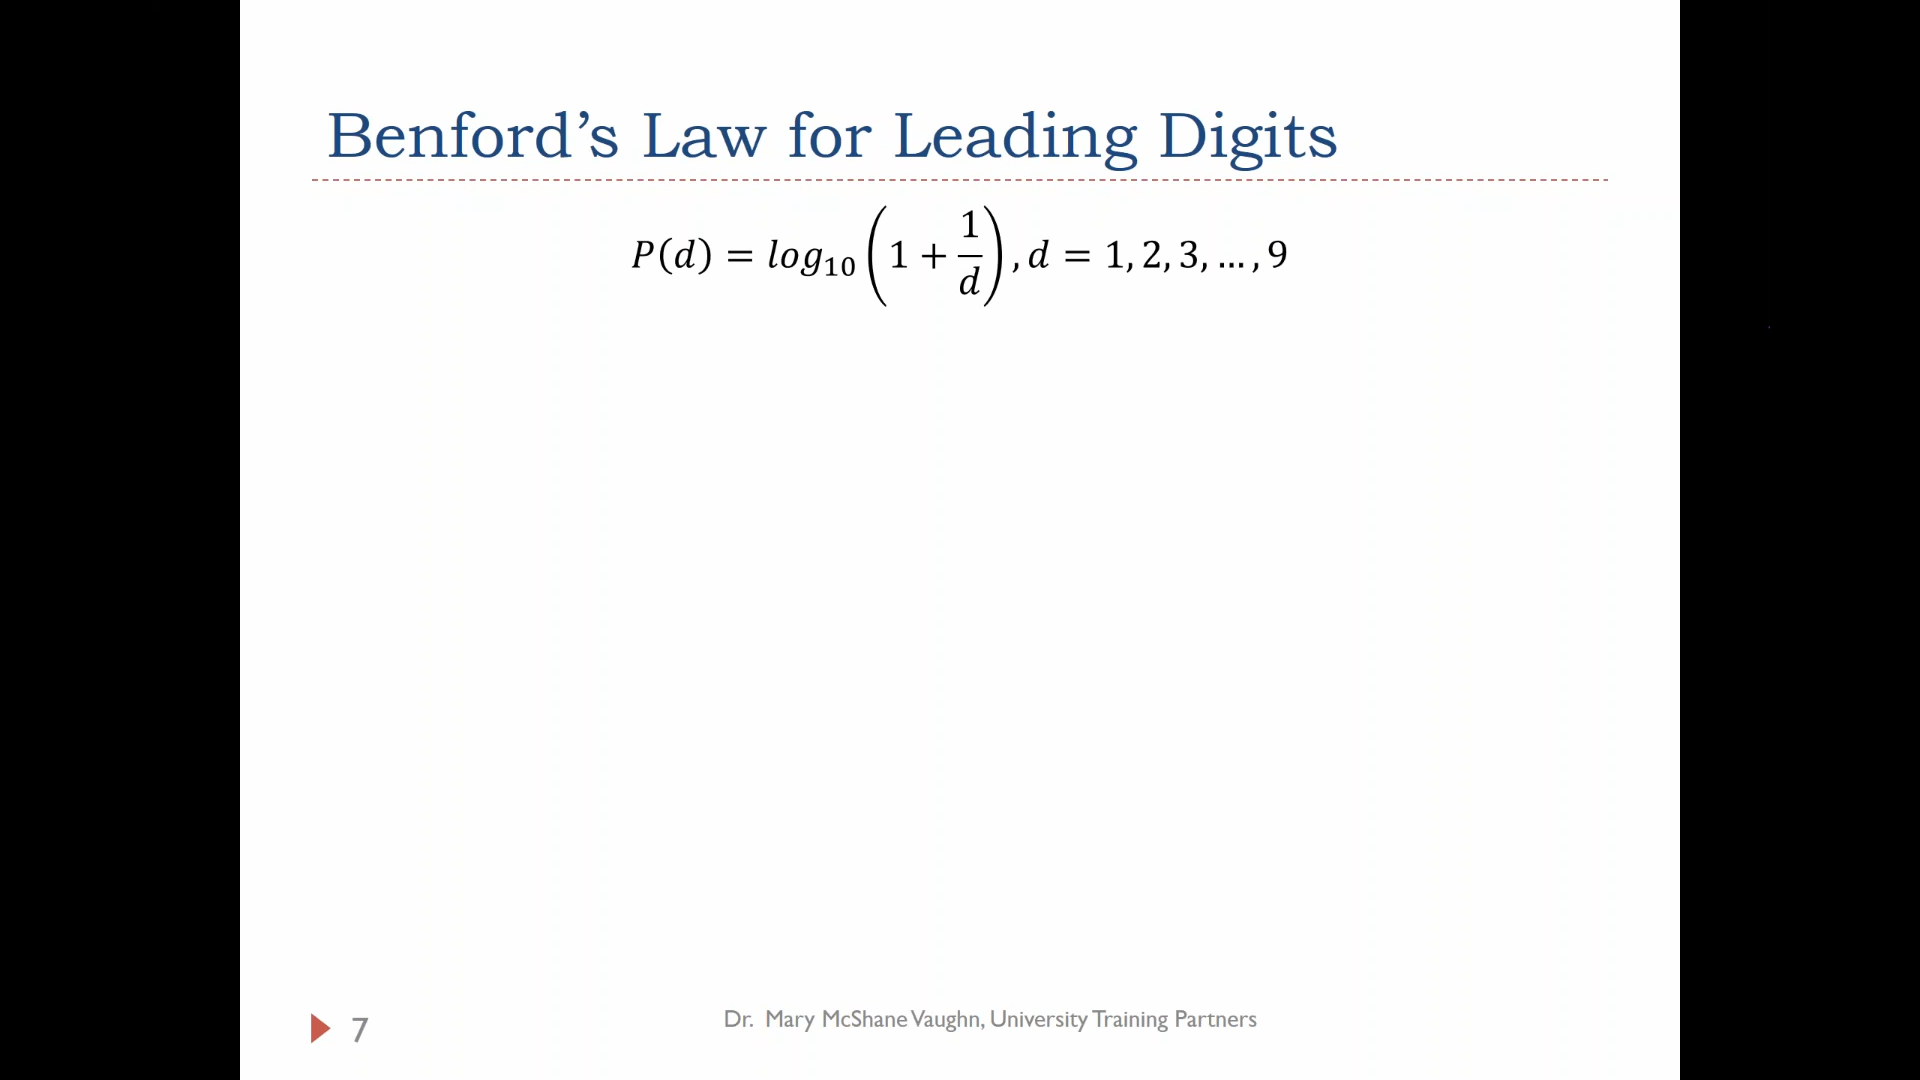 Benford’s Law for Leading Digits
P(d) = log₁₀(1 + 1/d), d = 1, 2, 3, … , 9
7
Dr. Mary McShane Vaughn, University Training Partners